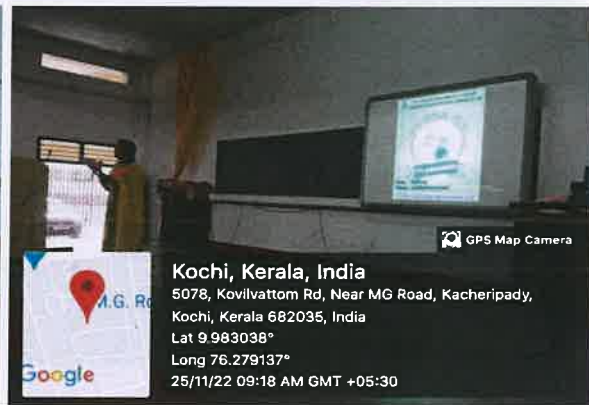 GPS Map Camera
Kochi, Kerala, India
5078, Kovilvattom Rd, Near MG Road, Kacheripady,
Kochi, Kerala 682035, India
Lat 9.983038°
Long 76.279137°
25/11/22 09:18 AM GMT +05:30
M.G. Ro
Google